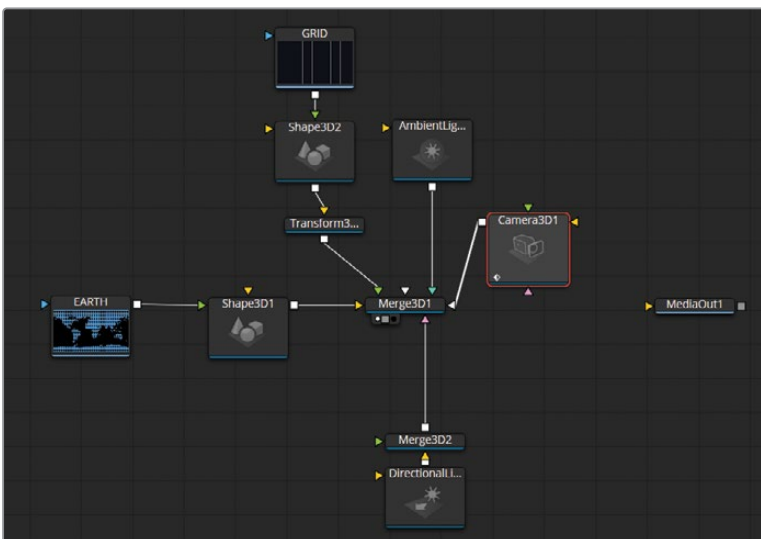 GRID
Shape3D2
AmbientLig...
Transform3...
Camera3D1
EARTH
Shape3D1
Merge3D1
MediaOut1
Merge3D2
DirectionalLi...